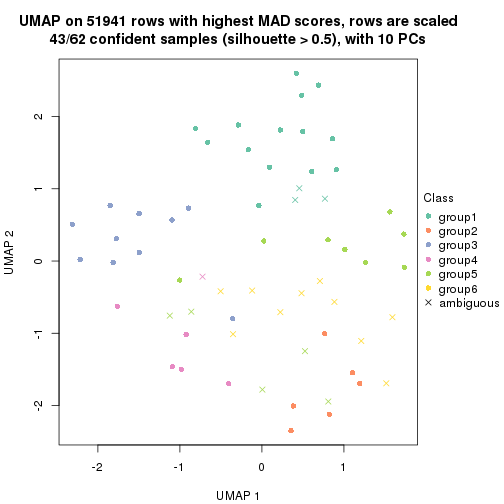 UMAP on 51941 rows with highest MAD scores, rows are scaled
43/62 confident samples (silhouette > 0.5), with 10 PCs
2
1
0
-1
-2
UMAP 2
-2
-1
0
1
UMAP 1
Class
group1
group2
group3
group4
group5
group6
ambiguous